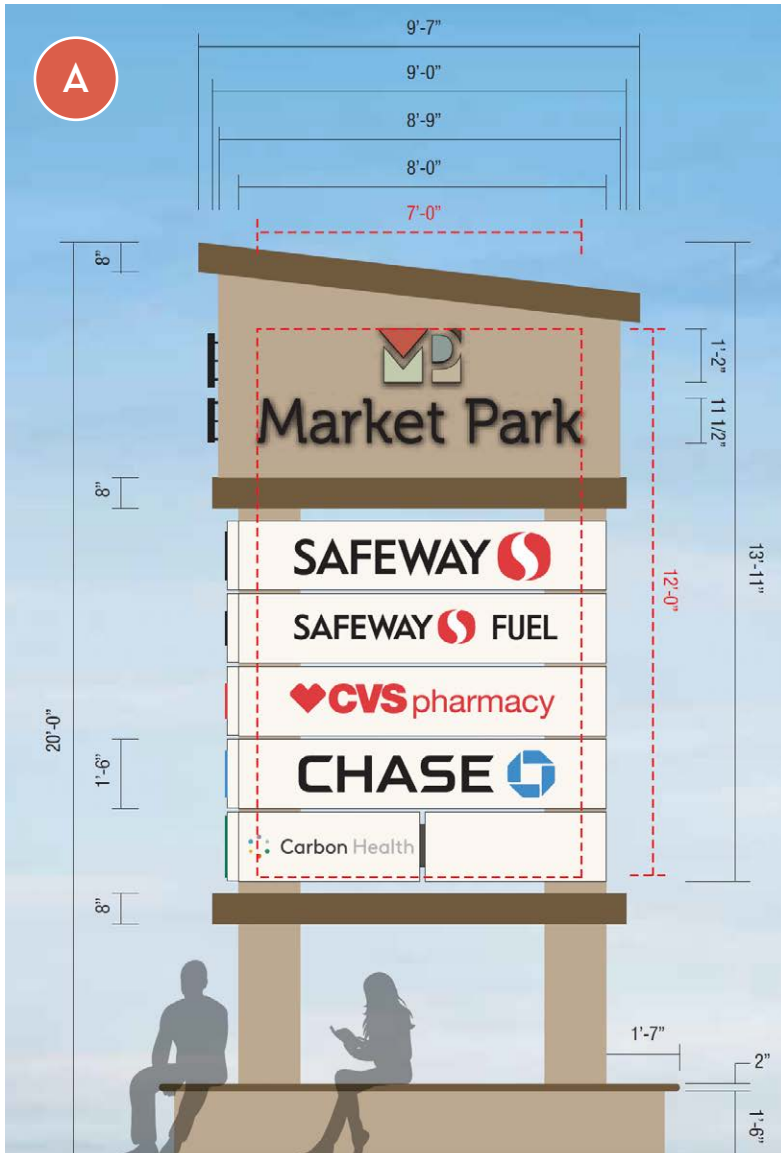 A
9'-7"
9'-0"
8'-9"
8'-0"
7'-0"
8"
1'-2"
Market Park
11 1/2"
8"
SAFEWAY
13'-11"
12'-0"
SAFEWAY FUEL
CVS pharmacy
20'-0"
1'-6"
CHASE
Carbon Health
8"
1'-7"
2"
1'-6"